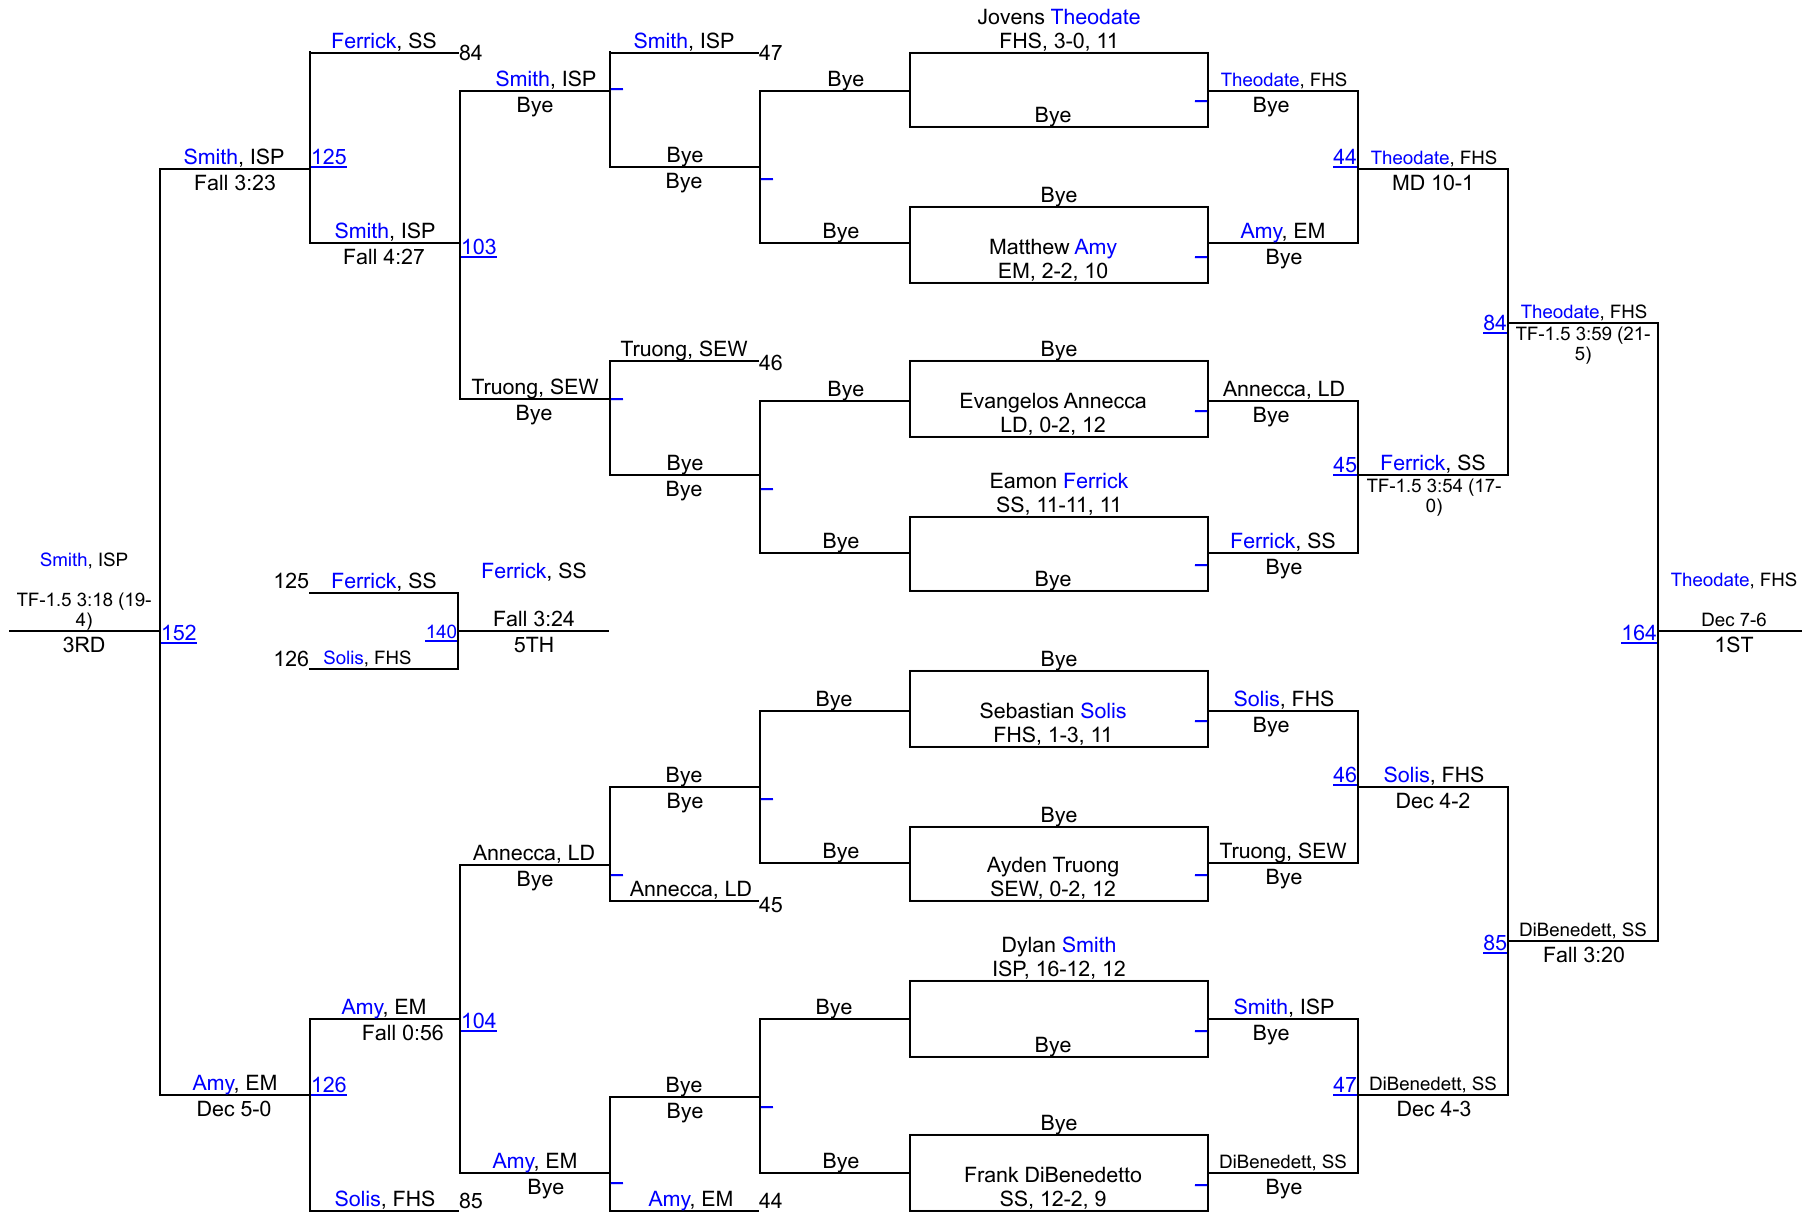 Jovens Theodate
FHS, 3-0, 11
Ferrick, SS
84
Smith, ISP
47
Smith, ISP
Bye
Bye
Theodate, FHS
Bye
Bye
Smith, ISP
Fall 3:23
125
Bye
Bye
44
Theodate, FHS
MD 10-1
Bye
Smith, ISP
Fall 4:27
103
Bye
Matthew Amy
EM, 2-2, 10
Amy, EM
Bye
84
Theodate, FHS
TF-1.5 3:59 (21-
5)
Truong, SEW
46
Bye
Truong, SEW
Bye
Bye
Evangelos Annecca
LD, 0-2, 12
Annecca, LD
Bye
Bye
Bye
45
Ferrick, SS
TF-1.5 3:54 (17-
0)
Eamon Ferrick
SS, 11-11, 11
Bye
Ferrick, SS
Bye
Bye
Smith, ISP
TF-1.5 3:18 (19-
4)
3RD
152
125
Ferrick, SS
126
Solis, FHS
140
Ferrick, SS
Fall 3:24
5TH
164
Theodate, FHS
Dec 7-6
1ST
Bye
Bye
Sebastian Solis
FHS, 1-3, 11
Solis, FHS
Bye
Bye
Bye
46
Solis, FHS
Dec 4-2
Bye
Annecca, LD
Bye
Bye
Ayden Truong
SEW, 0-2, 12
Truong, SEW
Bye
Annecca, LD
45
85
DiBenedett, SS
Fall 3:20
Dylan Smith
ISP, 16-12, 12
Amy, EM
Fall 0:56
104
Bye
Bye
Smith, ISP
Bye
Amy, EM
Dec 5-0
126
Bye
Bye
47
DiBenedett, SS
Dec 4-3
Bye
Amy, EM
Bye
Bye
Frank DiBenedetto
SS, 12-2, 9
DiBenedett, SS
Bye
Solis, FHS
85
Amy, EM
44